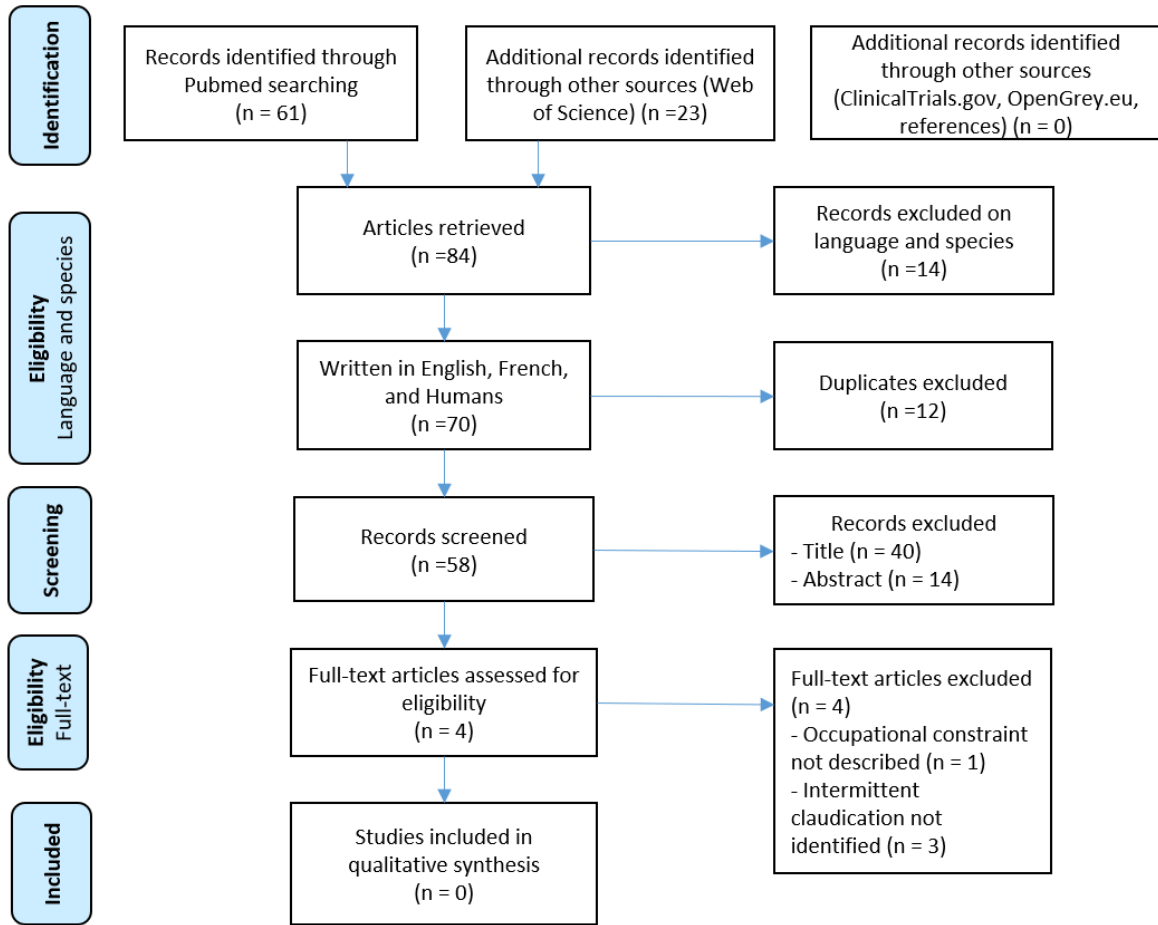 Identification
Records identified through
Pubmed searching
(n = 61)
Additional records identified
through other sources (Web
of Science) (n =23)
Additional records identified
through other sources
(ClinicalTrials.gov, OpenGrey.eu,
references) (n = 0)
Eligibility
Language and species
Articles retrieved
(n =84)
Records excluded on
language and species
(n =14)
Written in English, French,
and Humans
(n =70)
Duplicates excluded
(n =12)
Screening
Records screened
(n =58)
Records excluded
- Title (n = 40)
- Abstract (n = 14)
Eligibility
Full-text
Full-text articles assessed for
eligibility
(n = 4)
Full-text articles excluded
(n = 4)
- Occupational constraint
not described (n = 1)
- Intermittent
claudication not
identified (n = 3)
Included
Studies included in
qualitative synthesis
(n = 0)